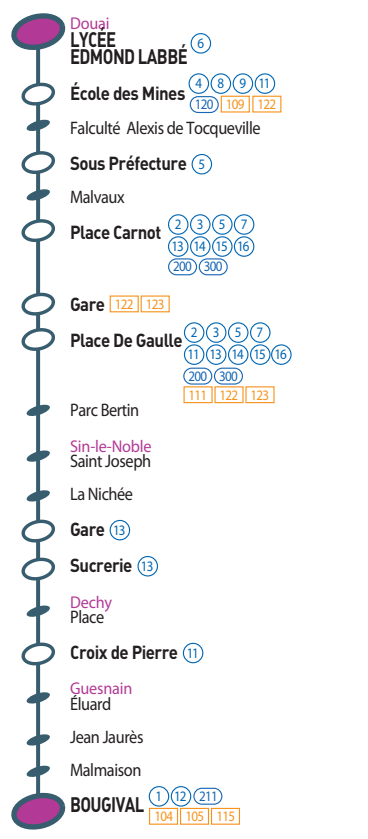 Douai
LYCÉE
EDMOND LABBÉ 6
École des Mines 4 8 9 11
120 109 122
Falculté Alexis de Tocqueville
Sous Préfecture 5
Malvaux
Place Carnot 2 3 5 7
13 14 15 16
200 300
Gare 122 123
Place De Gaulle 2 3 5 7
11 13 14 15 16
200 300
111 122 123
Parc Bertin
Sin-le-Noble
Saint Joseph
La Nichée
Gare 13
Sucrerie 13
Dechy
Place
Croix de Pierre 11
Guesnain
Éluard
Jean Jaurès
Malmaison
BOUGIVAL 1 12 211
104 105 115